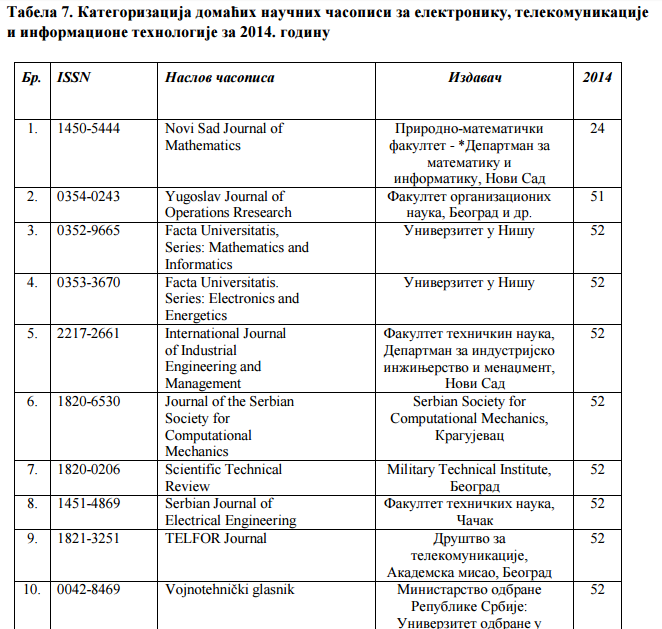 Табела 7. Категоризација домаћих научних часописи за електронику, телекомуникације
и информационе технологије за 2014. годину
Бр. ISSN Наслов часописа Издавач 2014
1. 1450-5444 Novi Sad Journal of Природно-математички 24
Mathematics факултет - *Департман за
математику и
информатику, Нови Сад
2. 0354-0243 Yugoslav Journal of Факултет организационих 51
Operations Rresearch наука, Београд и др.
3. 0352-9665 Facta Universitatis, Универзитет у Нишу 52
Series: Mathematics and
Informatics
4. 0353-3670 Facta Universitatis. Универзитет у Нишу 52
Series: Electronics and
Energetics
5. 2217-2661 International Journal Факултет техничкин наука, 52
of Industrial Департман за индустријско
Engineering and инжињерство и менаџмент,
Management Нови Сад
6. 1820-6530 Journal of the Serbian Serbian Society for 52
Society for Computational Mechanics,
Computational Крагујевац
Mechanics
7. 1820-0206 Scientific Technical Military Technical Institute, 52
Review Београд
8. 1451-4869 Serbian Journal of Факултет техничких наука, 52
Electrical Engineering Чачак
9. 1821-3251 TELFOR Journal Друштво за 52
телекомуникације,
Академска мисао, Београд
10. 0042-8469 Vojnotehnički glasnik Министарство одбране 52
Републике Србије:
Универзитет одбране у